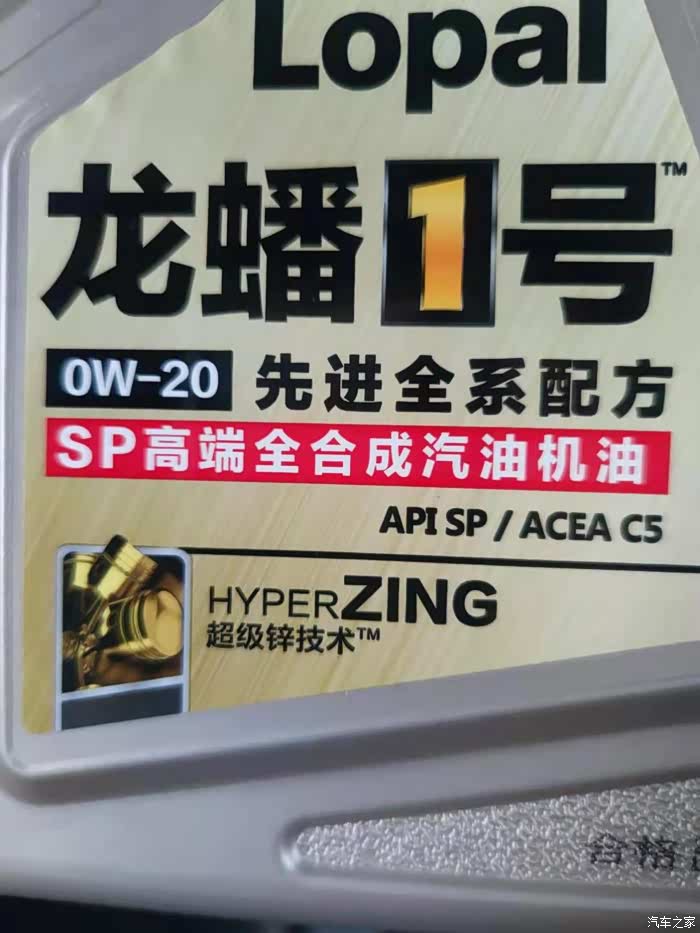 Lopal
龙蟠1号™
0W-20 先进全系配方
SP高端全合成汽油机油
API SP / ACEA C5
HYPERZING
超级锌技术™
合格
汽车之家